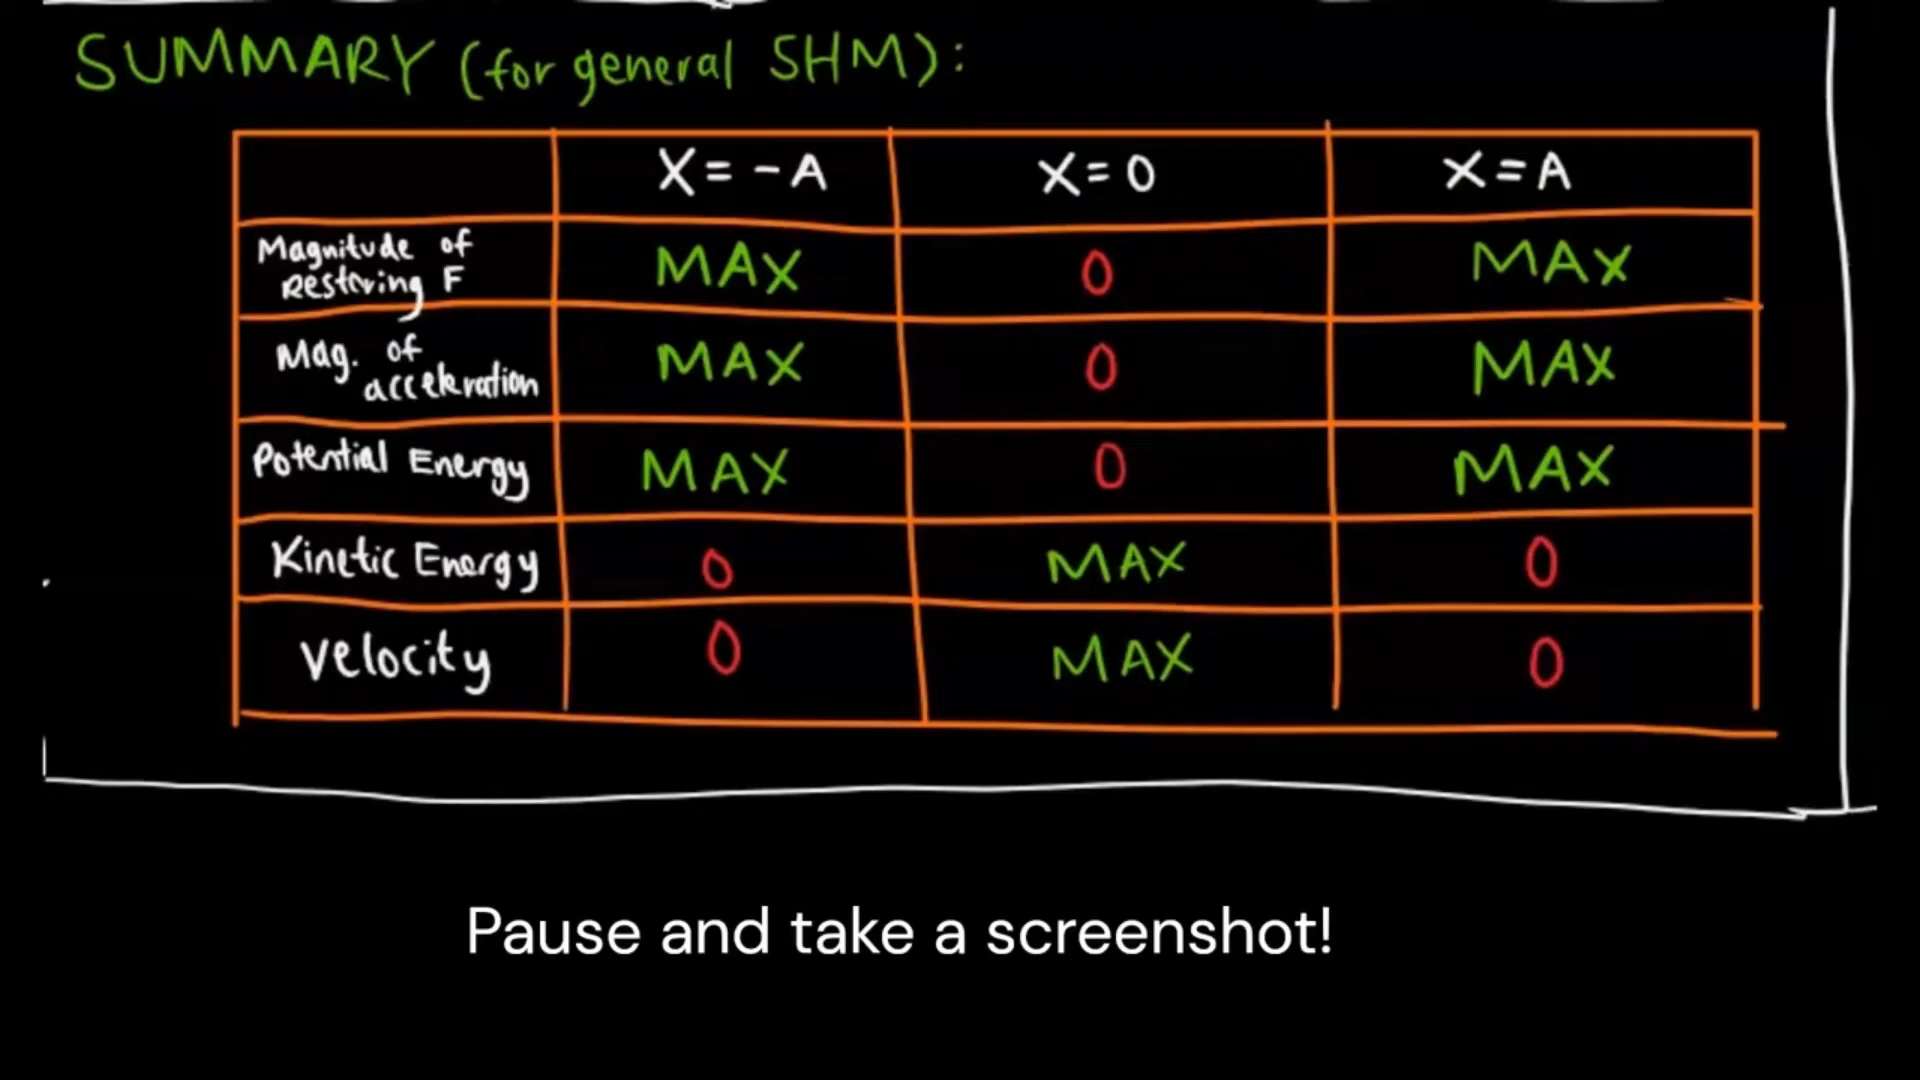 SUMMARY (for general SHM):
X = -A X = 0 X = A
Magnitude of
Restoring F MAX 0 MAX
Mag. of
acceleration MAX 0 MAX
Potential Energy MAX 0 MAX
Kinetic Energy 0 MAX 0
Velocity 0 MAX 0
Pause and take a screenshot!